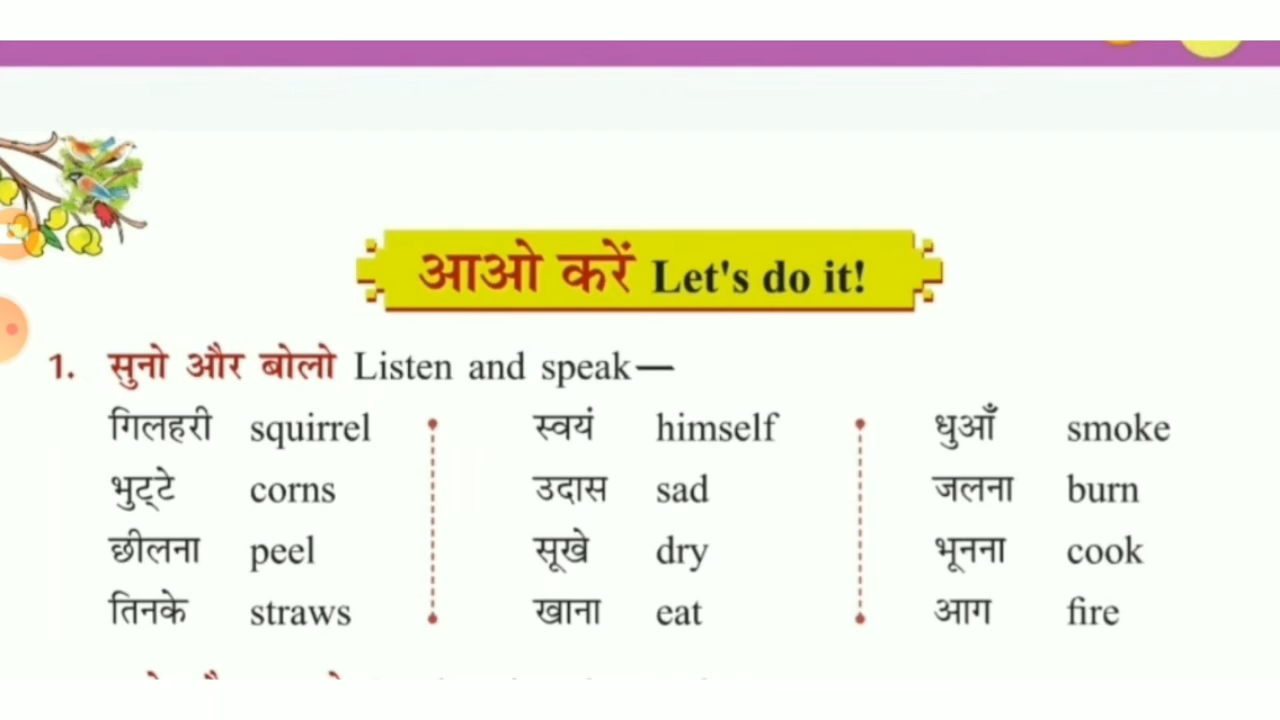 आओ करें Let's do it!
1. सुनो और बोलो Listen and speak—
गिलहरी squirrel स्वयं himself धुआँ smoke
भुट्टे corns उदास sad जलना burn
छीलना peel सूखे dry भूनना cook
तिनके straws खाना eat आग fire